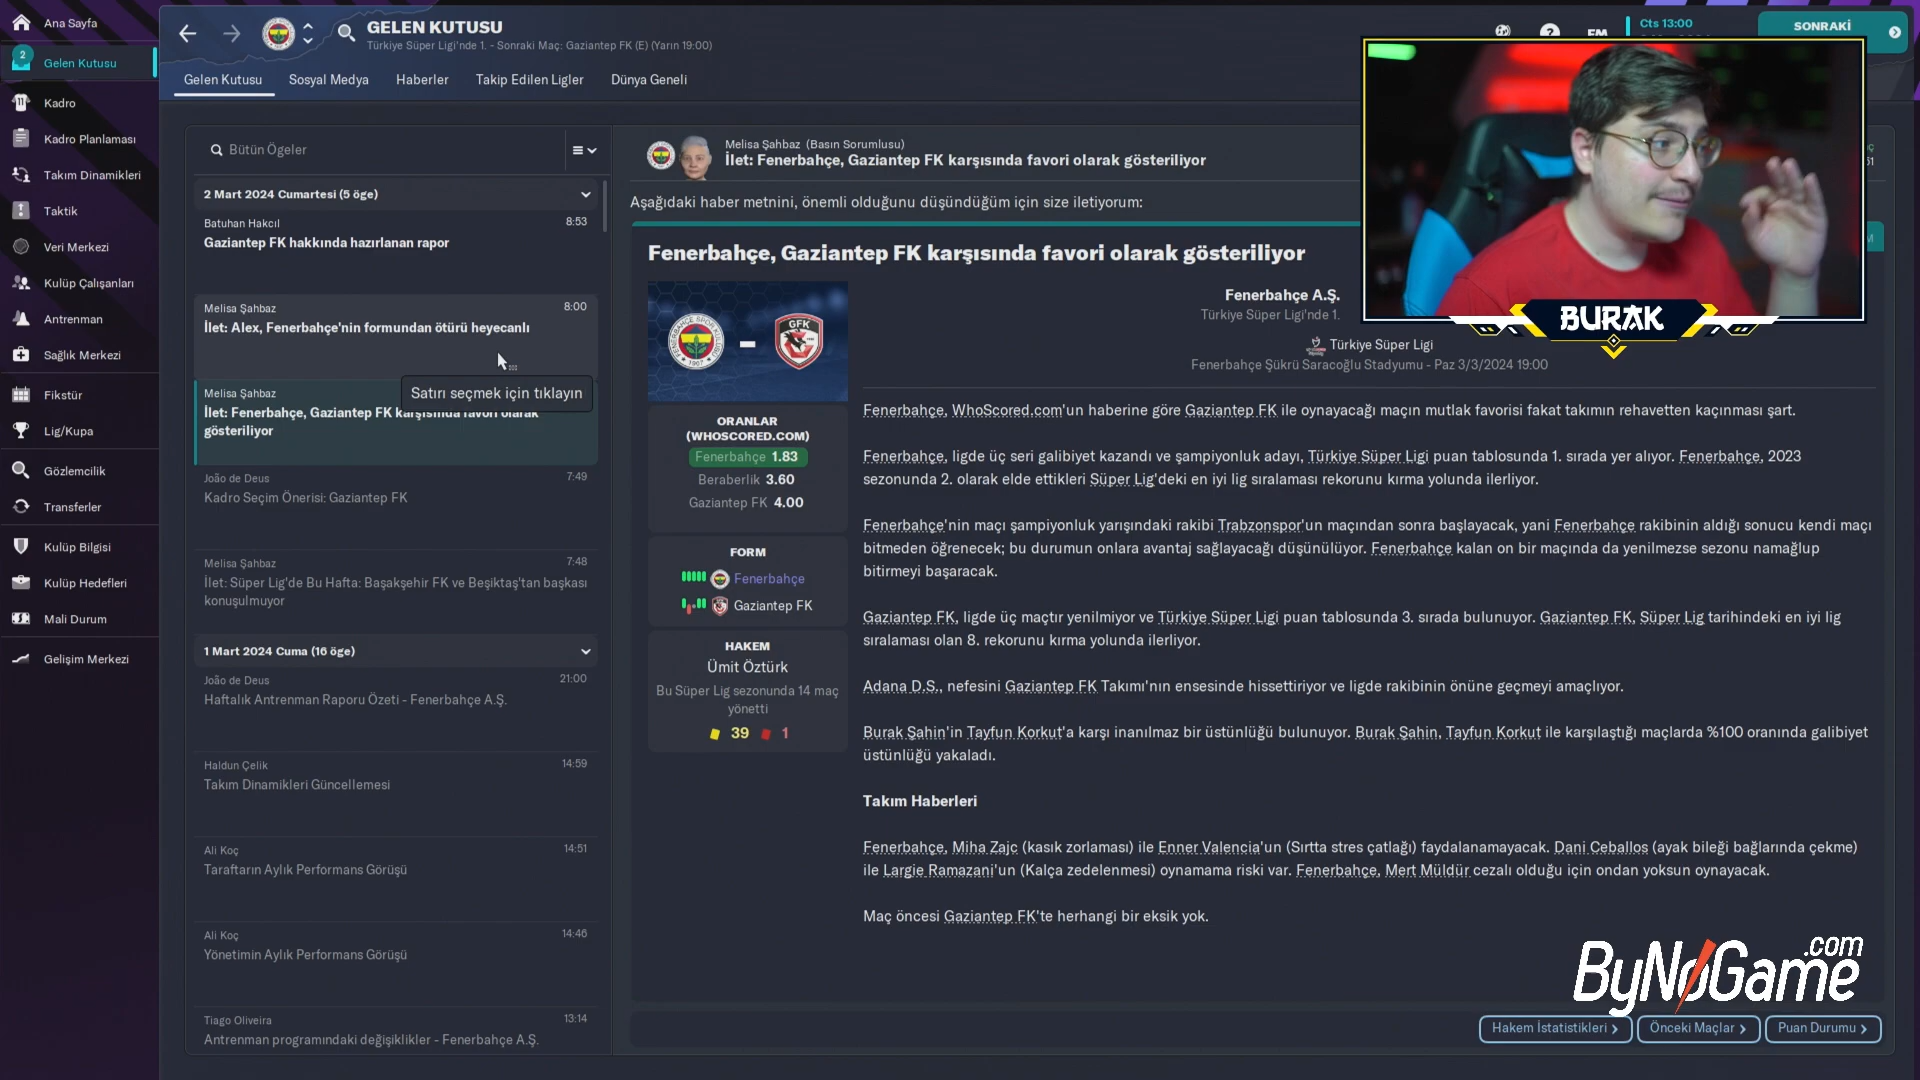 Ana Sayfa
2
Gelen Kutusu
Kadro
Kadro Planlaması
Takım Dinamikleri
Taktik
Veri Merkezi
Kulüp Çalışanları
Antrenman
Sağlık Merkezi
Fikstür
Lig/Kupa
Gözlemcilik
Transferler
Kulüp Bilgisi
Kulüp Hedefleri
Mali Durum
Gelişim Merkezi
GELEN KUTUSU
Türkiye Süper Ligi'nde 1. - Sonraki Maç: Gaziantep FK (E) (Yarın 19:00)
FM
Cts 13:00
SONRAKİ
Gelen Kutusu
Sosyal Medya
Haberler
Takip Edilen Ligler
Dünya Geneli
Bütün Ögeler
2 Mart 2024 Cumartesi (5 öge)
Batuhan Hakcıl 8:53
Gaziantep FK hakkında hazırlanan rapor
Melisa Şahbaz 8:00
İlet: Alex, Fenerbahçe'nin formundan ötürü heyecanlı
Satırı seçmek için tıklayın
Melisa Şahbaz
İlet: Fenerbahçe, Gaziantep FK karşısında favori olarak
gösteriliyor
João de Deus 7:49
Kadro Seçim Önerisi: Gaziantep FK
Melisa Şahbaz 7:48
İlet: Süper Lig'de Bu Hafta: Başakşehir FK ve Beşiktaş'tan başkası
konuşulmuyor
1 Mart 2024 Cuma (16 öge)
João de Deus 21:00
Haftalık Antrenman Raporu Özeti - Fenerbahçe A.Ş.
Haldun Çelik 14:59
Takım Dinamikleri Güncellemesi
Ali Koç 14:51
Taraftarın Aylık Performans Görüşü
Ali Koç 14:46
Yönetimin Aylık Performans Görüşü
Tiago Oliveira 13:14
Antrenman programındaki değişiklikler - Fenerbahçe A.Ş.
Melisa Şahbaz (Basın Sorumlusu)
İlet: Fenerbahçe, Gaziantep FK karşısında favori olarak gösteriliyor
Aşağıdaki haber metnini, önemli olduğunu düşündüğüm için size iletiyorum:
Fenerbahçe, Gaziantep FK karşısında favori olarak gösteriliyor
FENERBAHÇE SPOR KULÜBÜ
1907
GFK
Fenerbahçe A.Ş.
Türkiye Süper Ligi'nde 1.
Türkiye Süper Ligi
Fenerbahçe Şükrü Saracoğlu Stadyumu - Paz 3/3/2024 19:00
BURAK
ORANLAR
(WHOSCORED.COM)
Fenerbahçe 1.83
Beraberlik 3.60
Gaziantep FK 4.00
FORM
Fenerbahçe
Gaziantep FK
HAKEM
Ümit Öztürk
Bu Süper Lig sezonunda 14 maç
yönetti
39 1
Fenerbahçe, WhoScored.com'un haberine göre Gaziantep FK ile oynayacağı maçın mutlak favorisi fakat takımın rehavetten kaçınması şart.
Fenerbahçe, ligde üç seri galibiyet kazandı ve şampiyonluk adayı, Türkiye Süper Ligi puan tablosunda 1. sırada yer alıyor. Fenerbahçe, 2023
sezonunda 2. olarak elde ettikleri Süper Lig'deki en iyi lig sıralaması rekorunu kırma yolunda ilerliyor.
Fenerbahçe'nin maçı şampiyonluk yarışındaki rakibi Trabzonspor'un maçından sonra başlayacak, yani Fenerbahçe rakibinin aldığı sonucu kendi maçı
bitmeden öğrenecek; bu durumun onlara avantaj sağlayacağı düşünülüyor. Fenerbahçe kalan on bir maçında da yenilmezse sezonu namağlup
bitirmeyi başaracak.
Gaziantep FK, ligde üç maçtır yenilmiyor ve Türkiye Süper Ligi puan tablosunda 3. sırada bulunuyor. Gaziantep FK, Süper Lig tarihindeki en iyi lig
sıralaması olan 8. rekorunu kırma yolunda ilerliyor.
Adana D.S., nefesini Gaziantep FK Takımı'nın ensesinde hissettiriyor ve ligde rakibinin önüne geçmeyi amaçlıyor.
Burak Şahin'in Tayfun Korkut'a karşı inanılmaz bir üstünlüğü bulunuyor. Burak Şahin, Tayfun Korkut ile karşılaştığı maçlarda %100 oranında galibiyet
üstünlüğü yakaladı.
Takım Haberleri
Fenerbahçe, Miha Zajc (kasık zorlaması) ile Enner Valencia'un (Sırtta stres çatlağı) faydalanamayacak. Dani Ceballos (ayak bileği bağlarında çekme)
ile Largie Ramazani'un (Kalça zedelenmesi) oynamama riski var. Fenerbahçe, Mert Müldür cezalı olduğu için ondan yoksun oynayacak.
Maç öncesi Gaziantep FK'te herhangi bir eksik yok.
ByNoGame.com
Hakem İstatistikleri
Önceki Maçlar
Puan Durumu